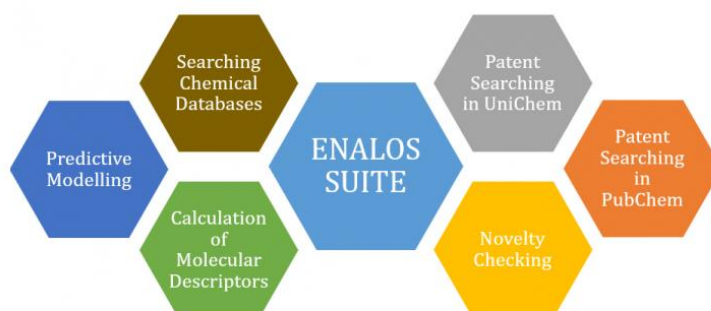 Searching
Chemical
Databases
Patent
Searching
in UniChem
Predictive
Modelling
ENALOS
SUITE
Patent
Searching
in
PubChem
Calculation
of
Molecular
Descriptors
Novelty
Checking